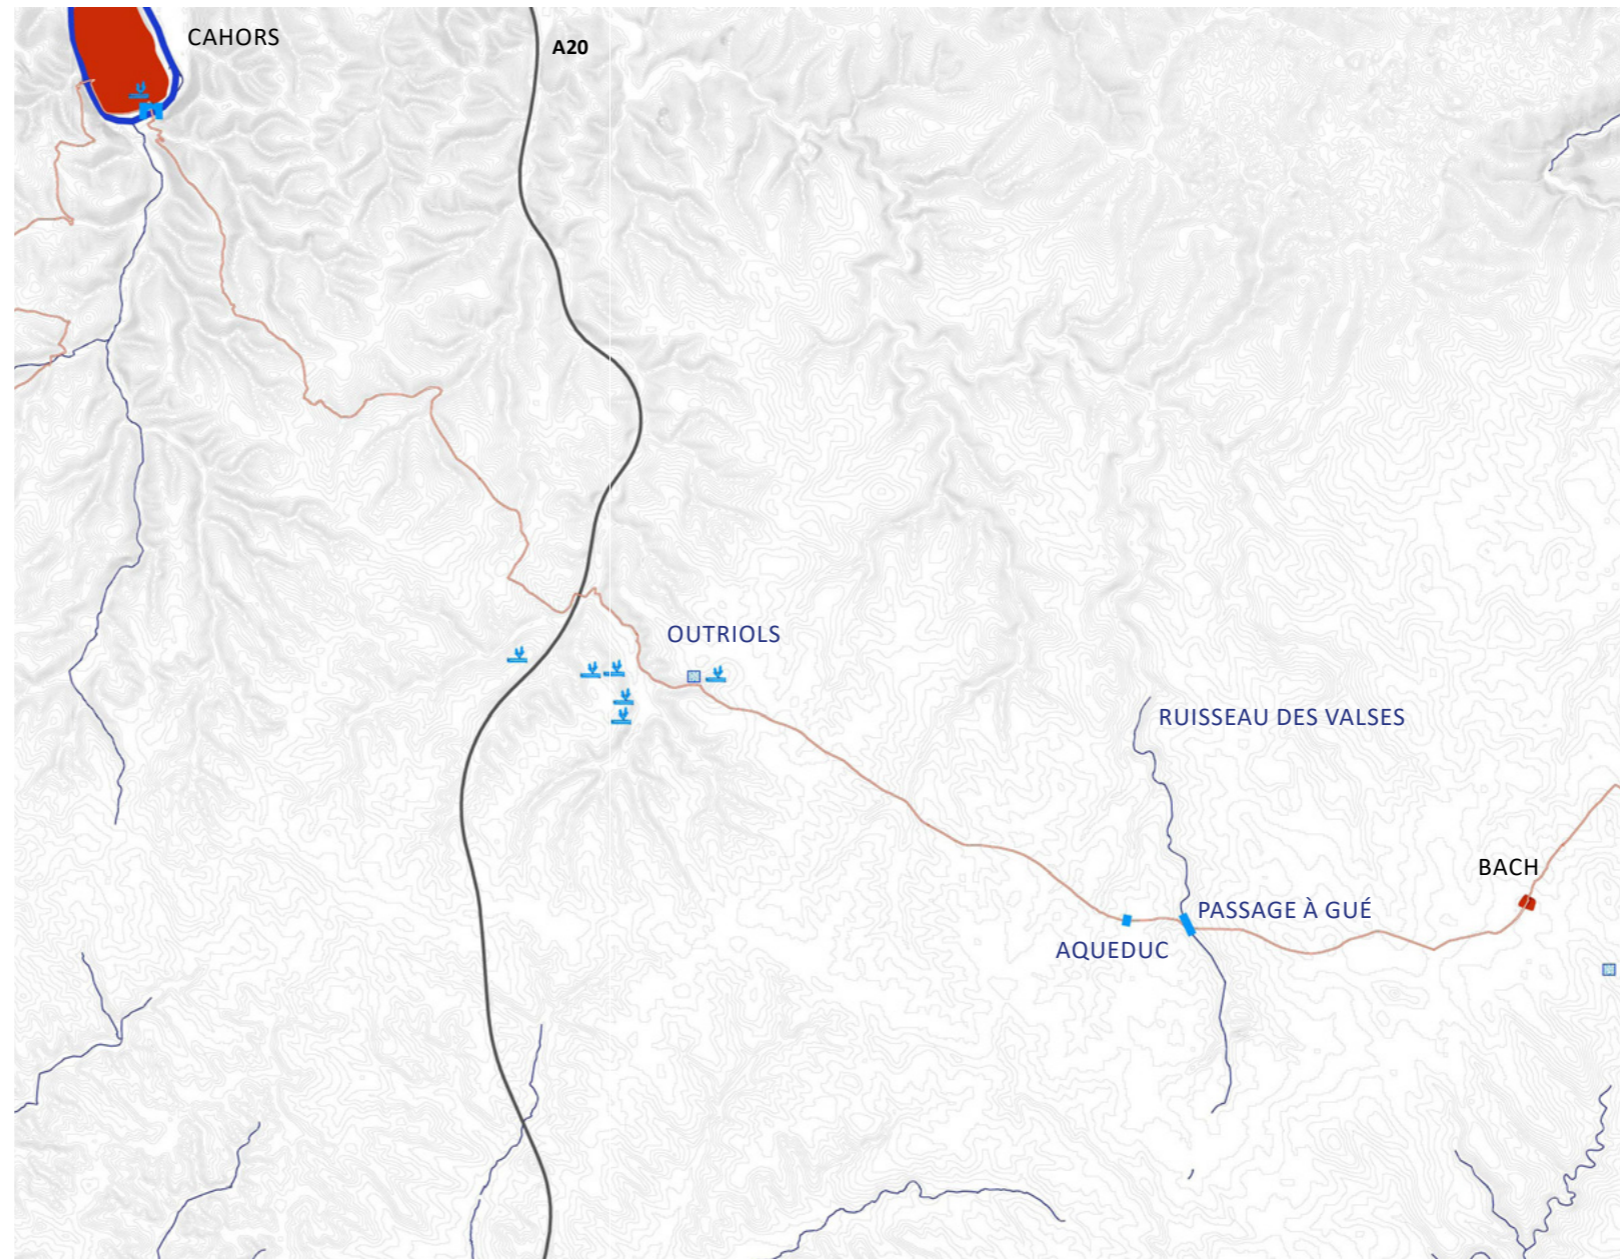 CAHORS
A20
OUTRIOLS
RUISSEAU DES VALSES
BACH
PASSAGE À GUÉ
AQUEDUC